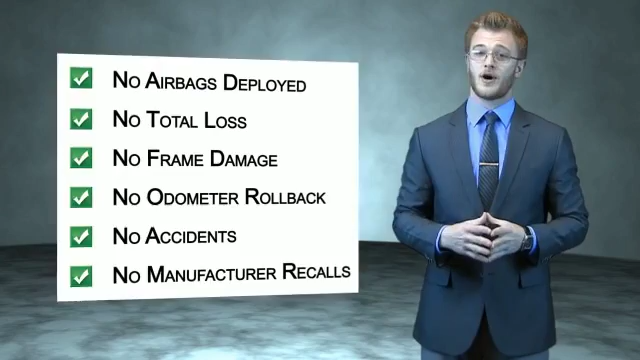 No Airbags Deployed
No Total Loss
No Frame Damage
No Odometer Rollback
No Accidents
No Manufacturer Recalls